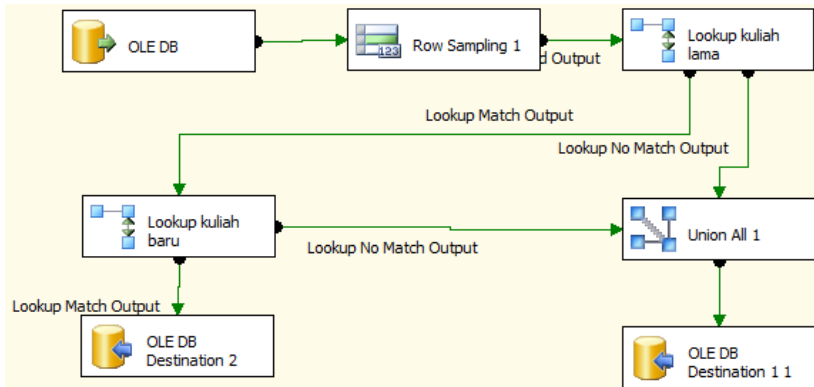 OLE DB
123
Row Sampling 1
d Output
Lookup kuliah
lama
Lookup Match Output
Lookup No Match Output
Lookup kuliah
baru
Lookup No Match Output
Union All 1
Lookup Match Output
OLE DB
Destination 2
OLE DB
Destination 1 1